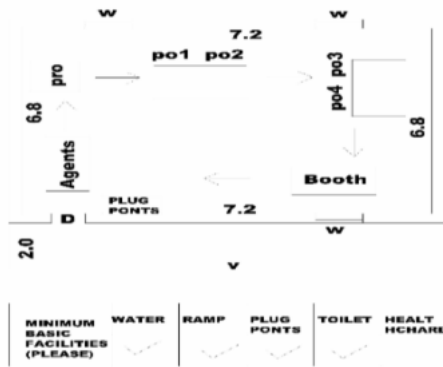 w
w
7.2
po1 po2
pro
po4 po3
6.8
6.8
Agents
Booth
PLUG
PONTS
7.2
D
w
2.0
v
MINIMUM
BASIC
FACILITIES
(PLEASE)
WATER
RAMP
PLUG
PONTS
TOILET
HEALT
HCHARE